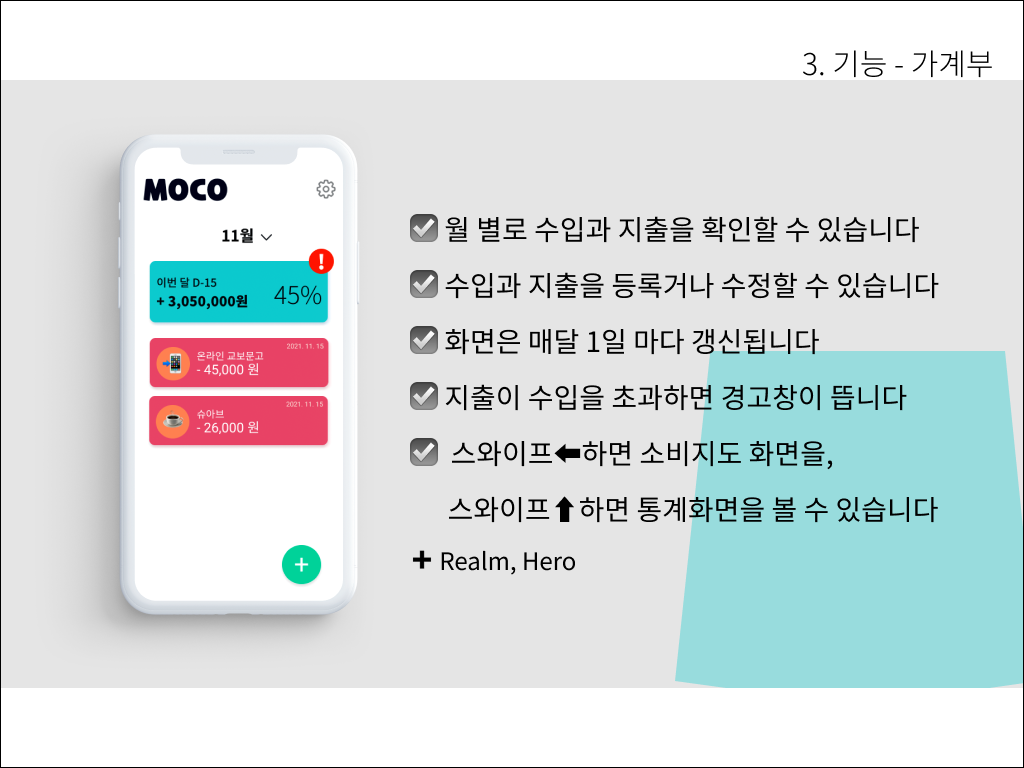 3. 기능 - 가계부
MOCO
11월
이번 달 D-15
+ 3,050,000원
45%
2021. 11. 15
온라인 교보문고
- 45,000 원
2021. 11. 15
슈아브
- 26,000 원
월 별로 수입과 지출을 확인할 수 있습니다
수입과 지출을 등록거나 수정할 수 있습니다
화면은 매달 1일 마다 갱신됩니다
지출이 수입을 초과하면 경고창이 뜹니다
스와이프⬅하면 소비지도 화면을,
스와이프⬆하면 통계화면을 볼 수 있습니다
+ Realm, Hero